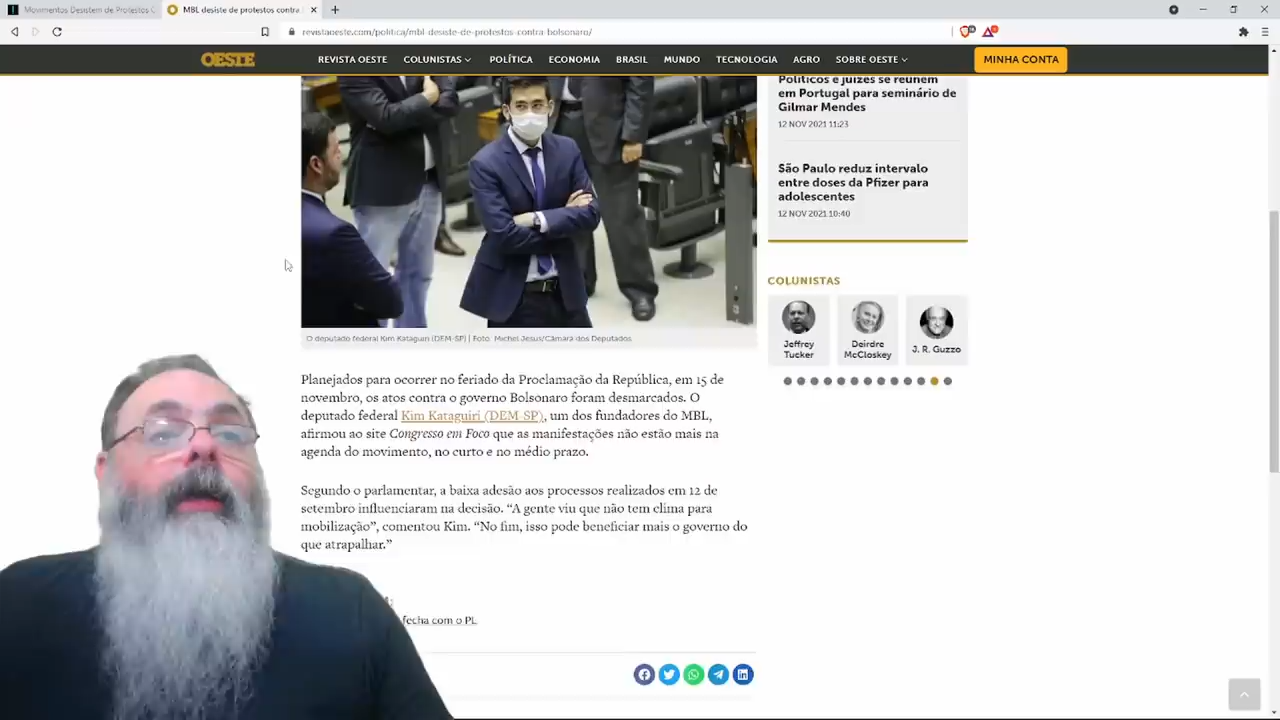 Movimentos Desistem de Protestos C
MBL desiste de protestos contra
revistaoeste.com/politica/mbl-desiste-de-protestos-contra-bolsonaro/
OESTE
REVISTA OESTE COLUNISTAS POLÍTICA ECONOMIA BRASIL MUNDO TECNOLOGIA AGRO SOBRE OESTE MINHA CONTA
O deputado federal Kim Kataguiri (DEM-SP) | Foto: Michel Jesus/Câmara dos Deputados
Planejados para ocorrer no feriado da Proclamação da República, em 15 de
novembro, os atos contra o governo Bolsonaro foram desmarcados. O
deputado federal Kim Kataguiri (DEM-SP), um dos fundadores do MBL,
afirmou ao site Congresso em Foco que as manifestações não estão mais na
agenda do movimento, no curto e no médio prazo.
Segundo o parlamentar, a baixa adesão aos processos realizados em 12 de
setembro influenciaram na decisão. “A gente viu que não tem clima para
mobilização”, comentou Kim. “No fim, isso pode beneficiar mais o governo do
que atrapalhar.”
fecha com o PL
Políticos e juízes se reúnem
em Portugal para seminário de
Gilmar Mendes
12 NOV 2021 11:23
São Paulo reduz intervalo
entre doses da Pfizer para
adolescentes
12 NOV 2021 10:40
COLUNISTAS
Jeffrey
Tucker
Deirdre
McCloskey
J. R. Guzzo